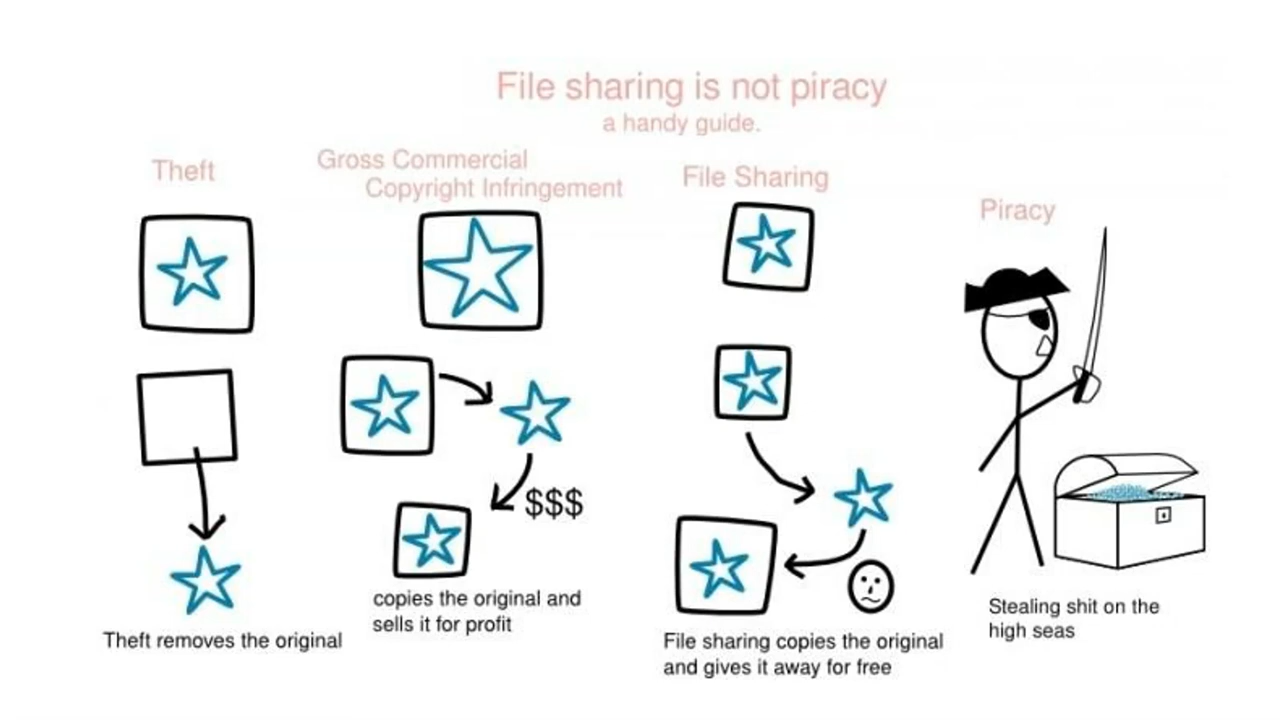 File sharing is not piracy
a handy guide.
Theft
Theft removes the original
Gross Commercial
Copyright Infringement
$$$
copies the original and
sells it for profit
File Sharing
File sharing copies the original
and gives it away for free
Piracy
Stealing shit on the
high seas